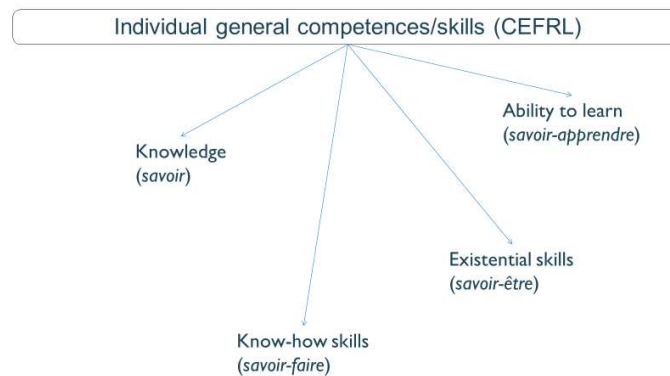 Individual general competences/skills (CEFRL)
Ability to learn
(savoir-apprendre)
Knowledge
(savoir)
Existential skills
(savoir-être)
Know-how skills
(savoir-faire)